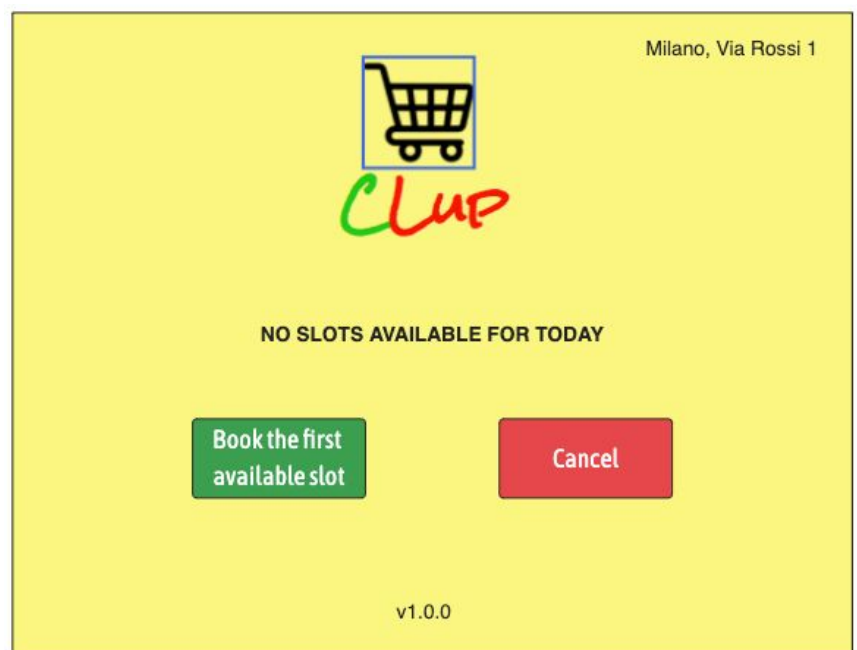 Milano, Via Rossi 1
CLup
NO SLOTS AVAILABLE FOR TODAY
Book the first
available slot
Cancel
v1.0.0